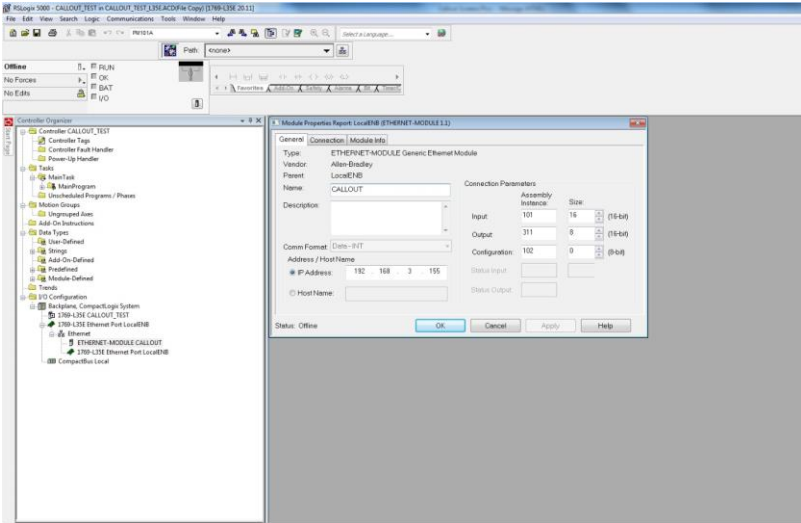 RSLogix 5000 - CALLOUT_TEST in CALLOUT_TEST_L35E.ACD(File Copy) [1769-L35E 20.11]
File Edit View Search Logic Communications Tools Window Help
PM101A
Select a Language...
Path: <none>
Offline
RUN
No Forces
OK
No Edits
BAT
I/O
Favorites Add-On Safety Alarms Bit
Start Page
Controller Organizer
Controller CALLOUT_TEST
Controller Tags
Controller Fault Handler
Power-Up Handler
Tasks
MainTask
MainProgram
Unscheduled Programs / Phases
Motion Groups
Ungrouped Axes
Add-On Instructions
Data Types
User-Defined
Strings
Add-On-Defined
Predefined
Module-Defined
Trends
I/O Configuration
Backplane, CompactLogix System
1769-L35E CALLOUT_TEST
1769-L35E Ethernet Port LocalENB
Ethernet
ETHERNET-MODULE CALLOUT
1769-L35E Ethernet Port LocalENB
CompactBus Local
Module Properties Report: LocalENB (ETHERNET-MODULE 1.1)
General Connection Module Info
Type: ETHERNET-MODULE Generic Ethernet Module
Vendor: Allen-Bradley
Parent: LocalENB
Name: CALLOUT
Description:
Comm Format: Data - INT
Address / Host Name
IP Address: 192 . 168 . 3 . 155
Host Name:
Connection Parameters
Assembly Instance: Size:
Input: 101 16 (16-bit)
Output: 311 8 (16-bit)
Configuration: 102 0 (8-bit)
Status Input:
Status Output:
Status: Offline
OK Cancel Apply Help